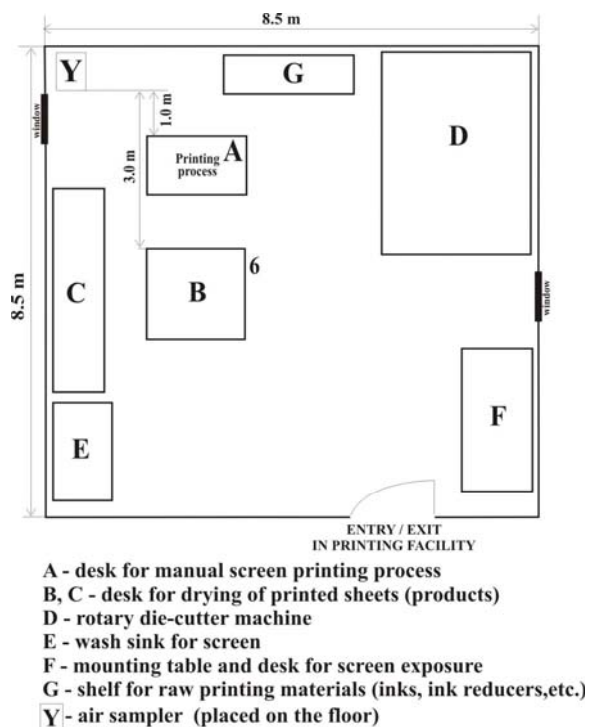 8.5 m
Y
G
window
1.0 m
A
D
Printing
process
3.0 m
6
C
B
8.5 m
window
E
F
ENTRY / EXIT
IN PRINTING FACILITY
A - desk for manual screen printing process
B, C - desk for drying of printed sheets (products)
D - rotary die-cutter machine
E - wash sink for screen
F - mounting table and desk for screen exposure
G - shelf for raw printing materials (inks, ink reducers,etc.)
Y - air sampler (placed on the floor)